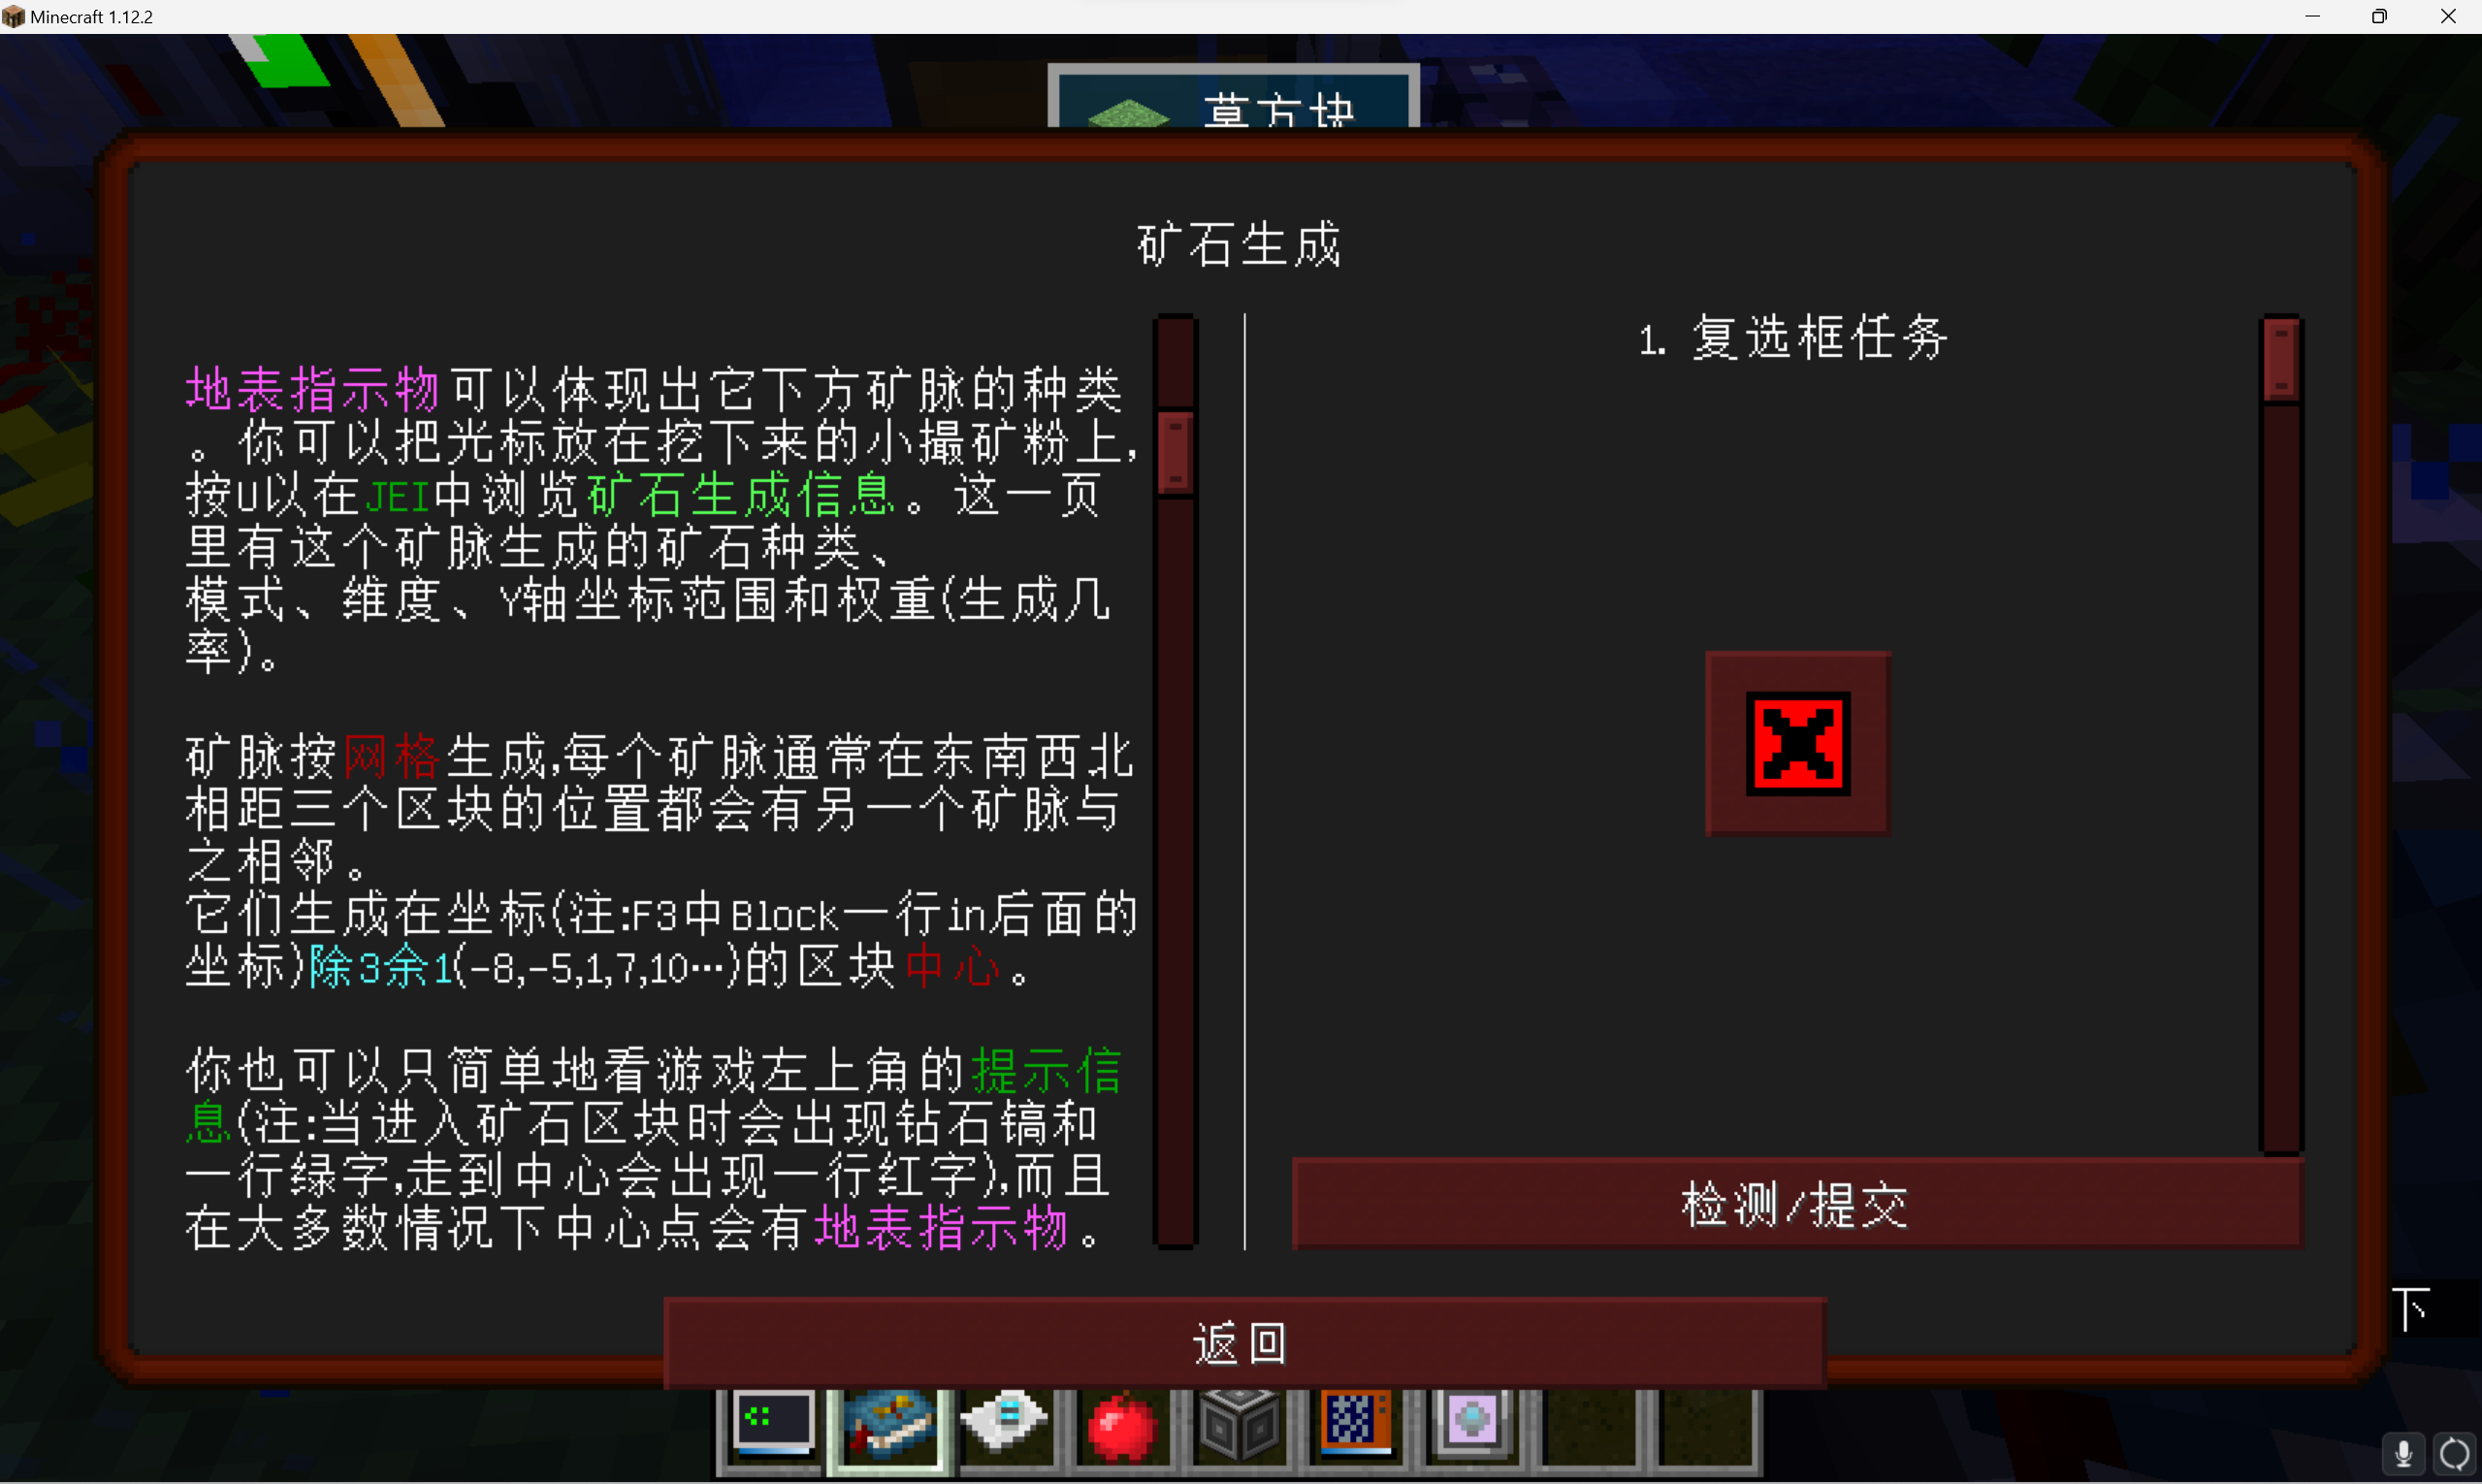 Minecraft 1.12.2
草方块
矿石生成
地表指示物可以体现出它下方矿脉的种类
。你可以把光标放在挖下来的小撮矿粉上,
按U以在JEI中浏览矿石生成信息。这一页
里有这个矿脉生成的矿石种类、
模式、维度、Y轴坐标范围和权重(生成几
率)。
矿脉按网格生成,每个矿脉通常在东南西北
相距三个区块的位置都会有另一个矿脉与
之相邻。
它们生成在坐标(注:F3中Block一行in后面的
坐标)除3余1(-8,-5,1,7,10…)的区块中心。
你也可以只简单地看游戏左上角的提示信
息(注:当进入矿石区块时会出现钻石镐和
一行绿字,走到中心会出现一行红字),而且
在大多数情况下中心点会有地表指示物。
1. 复选框任务
检测/提交
返回
下